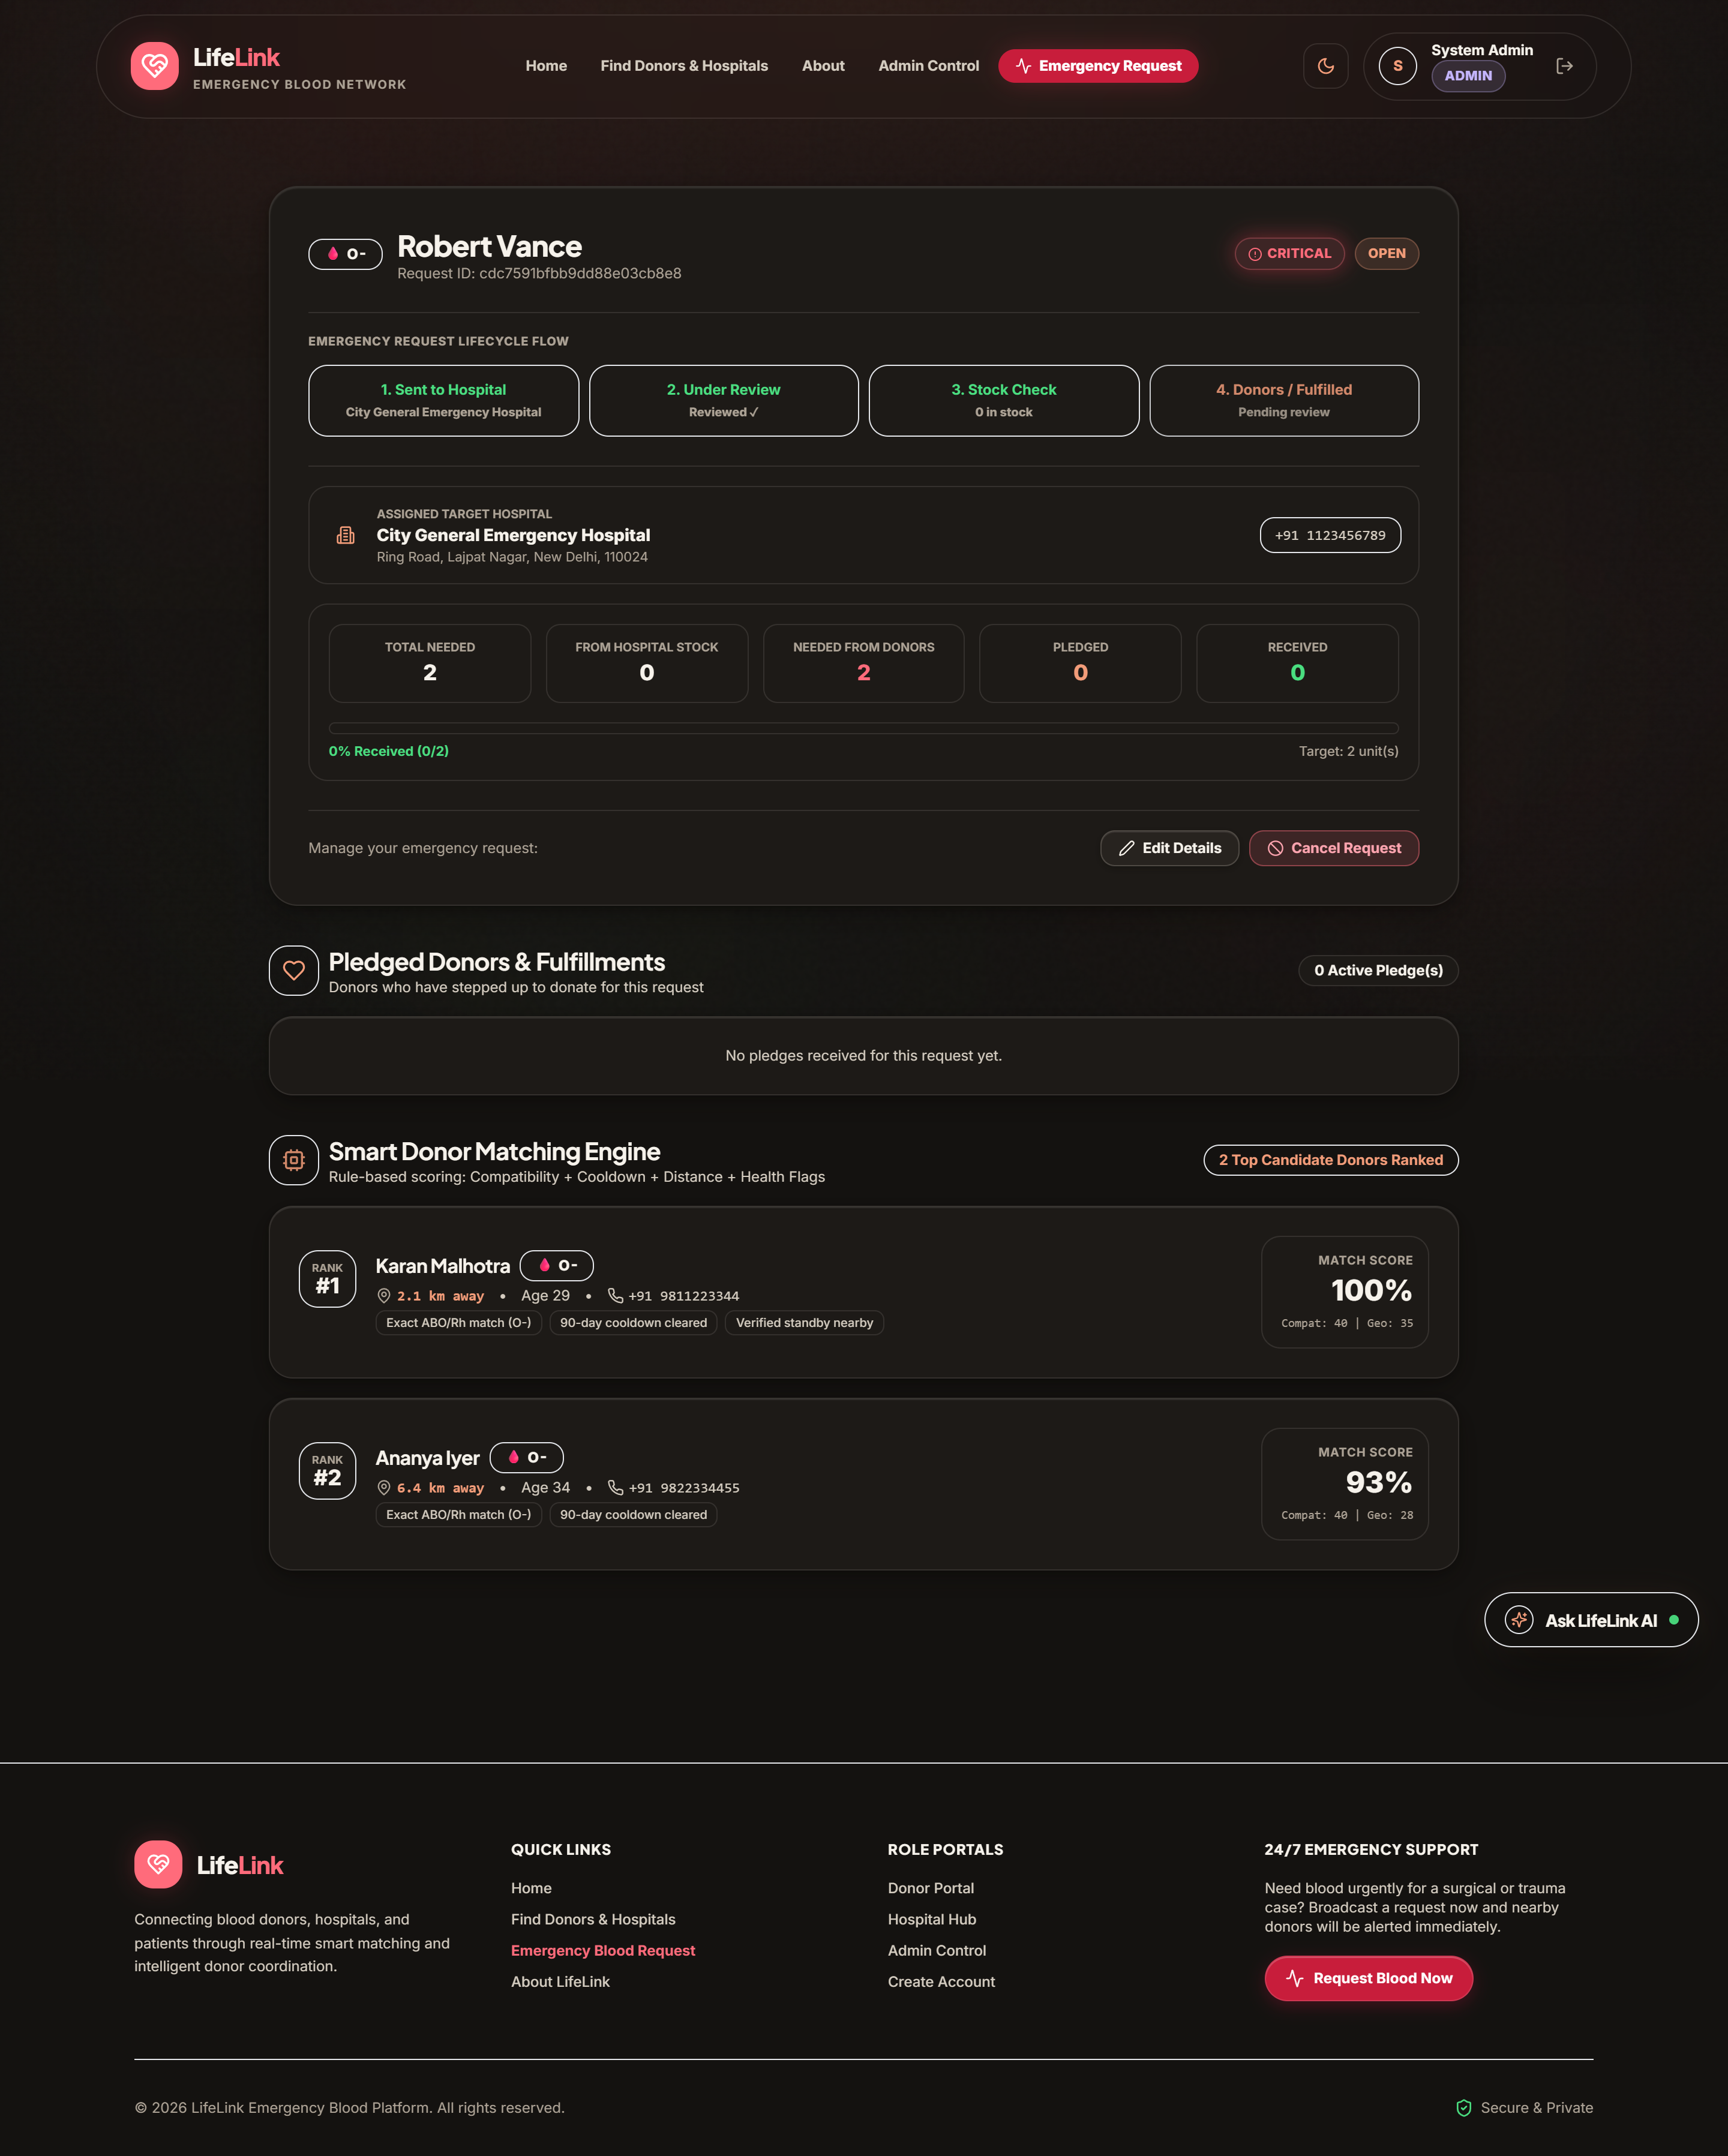 LifeLink
EMERGENCY BLOOD NETWORK
Home
Find Donors & Hospitals
About
Admin Control
Emergency Request
S
System Admin
ADMIN
O-
Robert Vance
Request ID: cdc7591bfbb9dd88e03cb8e8
CRITICAL
OPEN
EMERGENCY REQUEST LIFECYCLE FLOW
1. Sent to Hospital
City General Emergency Hospital
2. Under Review
Reviewed ✓
3. Stock Check
0 in stock
4. Donors / Fulfilled
Pending review
ASSIGNED TARGET HOSPITAL
City General Emergency Hospital
Ring Road, Lajpat Nagar, New Delhi, 110024
+91 1123456789
TOTAL NEEDED
2
FROM HOSPITAL STOCK
0
NEEDED FROM DONORS
2
PLEDGED
0
RECEIVED
0
0% Received (0/2)
Target: 2 unit(s)
Manage your emergency request:
Edit Details
Cancel Request
Pledged Donors & Fulfillments
Donors who have stepped up to donate for this request
0 Active Pledge(s)
No pledges received for this request yet.
Smart Donor Matching Engine
Rule-based scoring: Compatibility + Cooldown + Distance + Health Flags
2 Top Candidate Donors Ranked
RANK
#1
Karan Malhotra
O-
2.1 km away • Age 29 • +91 9811223344
Exact ABO/Rh match (O-)
90-day cooldown cleared
Verified standby nearby
MATCH SCORE
100%
Compat: 40 | Geo: 35
RANK
#2
Ananya Iyer
O-
6.4 km away • Age 34 • +91 9822334455
Exact ABO/Rh match (O-)
90-day cooldown cleared
MATCH SCORE
93%
Compat: 40 | Geo: 28
Ask LifeLink AI
LifeLink
Connecting blood donors, hospitals, and
patients through real-time smart matching and
intelligent donor coordination.
QUICK LINKS
Home
Find Donors & Hospitals
Emergency Blood Request
About LifeLink
ROLE PORTALS
Donor Portal
Hospital Hub
Admin Control
Create Account
24/7 EMERGENCY SUPPORT
Need blood urgently for a surgical or trauma
case? Broadcast a request now and nearby
donors will be alerted immediately.
Request Blood Now
© 2026 LifeLink Emergency Blood Platform. All rights reserved.
Secure & Private